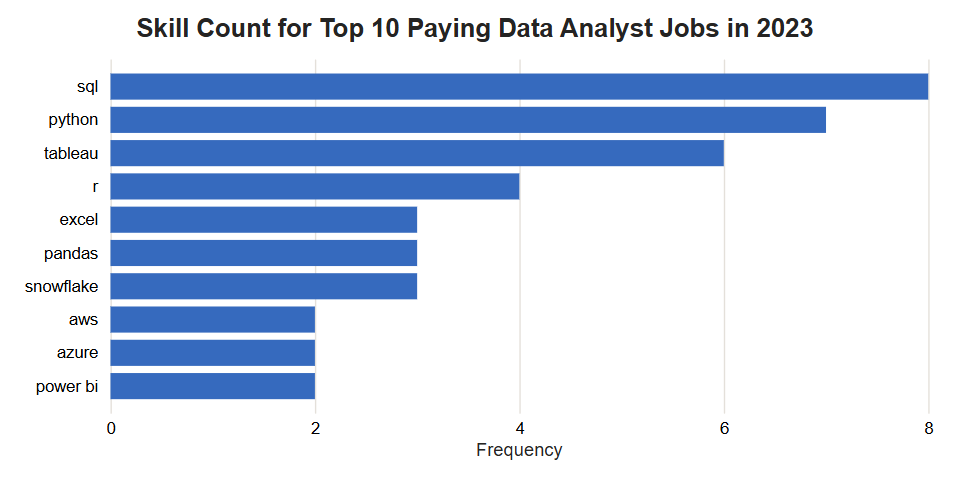 Skill Count for Top 10 Paying Data Analyst Jobs in 2023
sql
python
tableau
r
excel
pandas
snowflake
aws
azure
power bi
0 2 4 6 8
Frequency